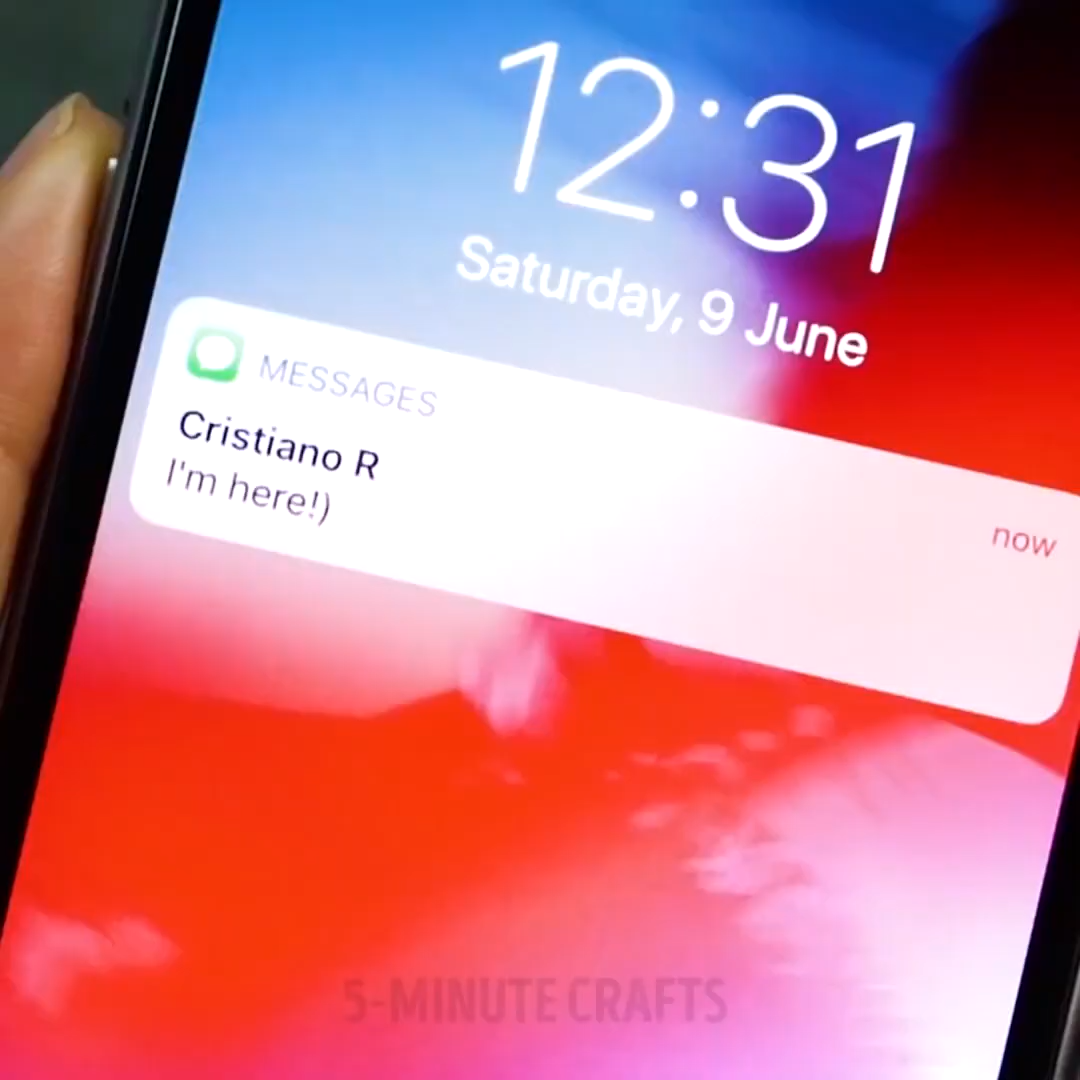 12:31
Saturday, 9 June
MESSAGES
Cristiano R
I'm here!)
now
5-MINUTE CRAFTS